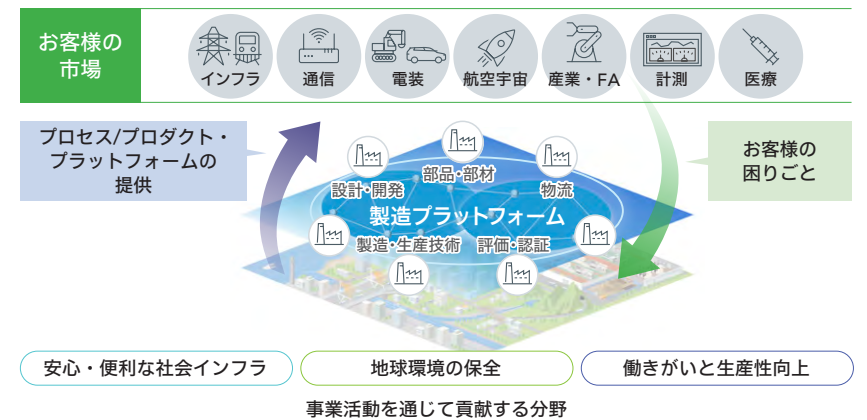 お客様の
市場
インフラ
通信
電装
航空宇宙
産業・FA
計測
医療
プロセス/プロダクト・
プラットフォームの
提供
お客様の
困りごと
部品・部材
設計・開発
物流
製造プラットフォーム
製造・生産技術
評価・認証
安心・便利な社会インフラ
地球環境の保全
働きがいと生産性向上
事業活動を通じて貢献する分野